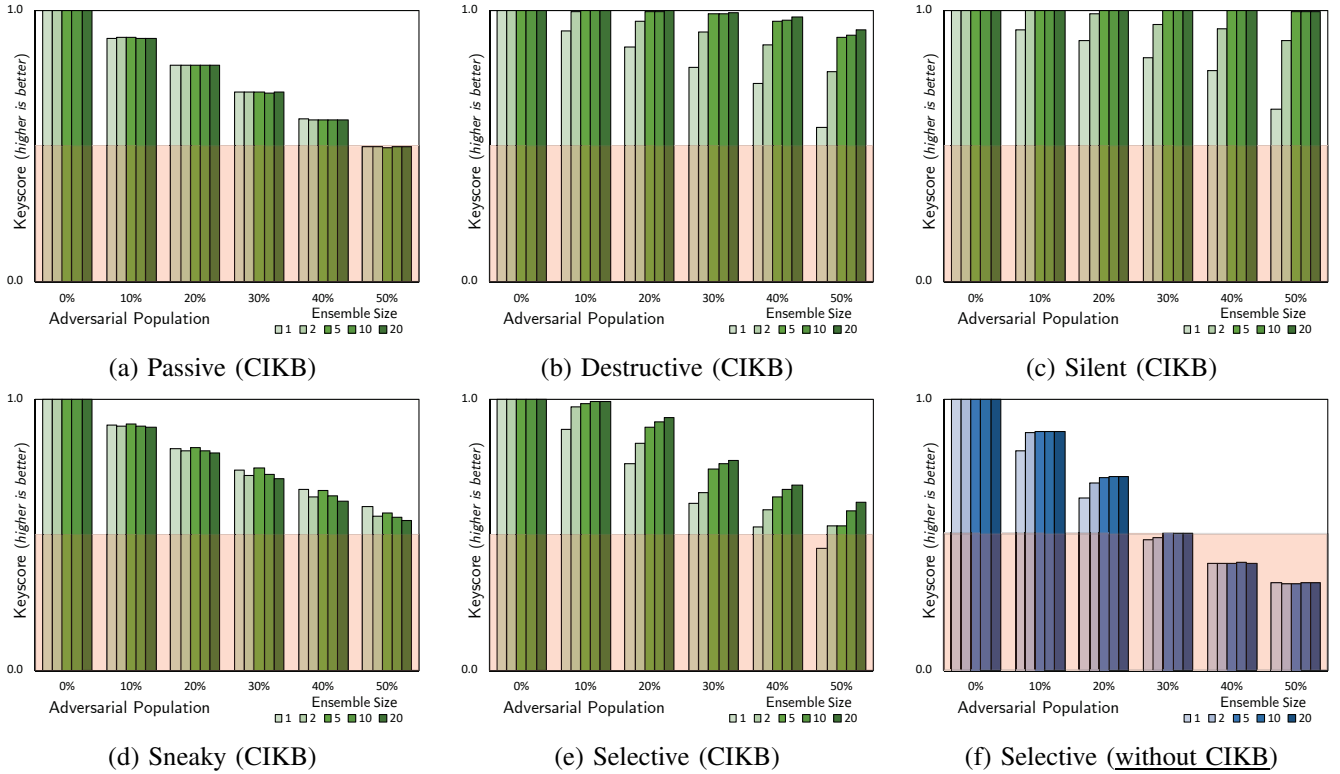 1.0
Keyscore (higher is better)
0.0
0% 10% 20% 30% 40% 50%
Adversarial Population
Ensemble Size
1 2 5 10 20
(a) Passive (CIKB)
1.0
Keyscore (higher is better)
0.0
0% 10% 20% 30% 40% 50%
Adversarial Population
Ensemble Size
1 2 5 10 20
(b) Destructive (CIKB)
1.0
Keyscore (higher is better)
0.0
0% 10% 20% 30% 40% 50%
Adversarial Population
Ensemble Size
1 2 5 10 20
(c) Silent (CIKB)
1.0
Keyscore (higher is better)
0.0
0% 10% 20% 30% 40% 50%
Adversarial Population
Ensemble Size
1 2 5 10 20
(d) Sneaky (CIKB)
1.0
Keyscore (higher is better)
0.0
0% 10% 20% 30% 40% 50%
Adversarial Population
Ensemble Size
1 2 5 10 20
(e) Selective (CIKB)
1.0
Keyscore (higher is better)
0.0
0% 10% 20% 30% 40% 50%
Adversarial Population
Ensemble Size
1 2 5 10 20
(f) Selective (without CIKB)